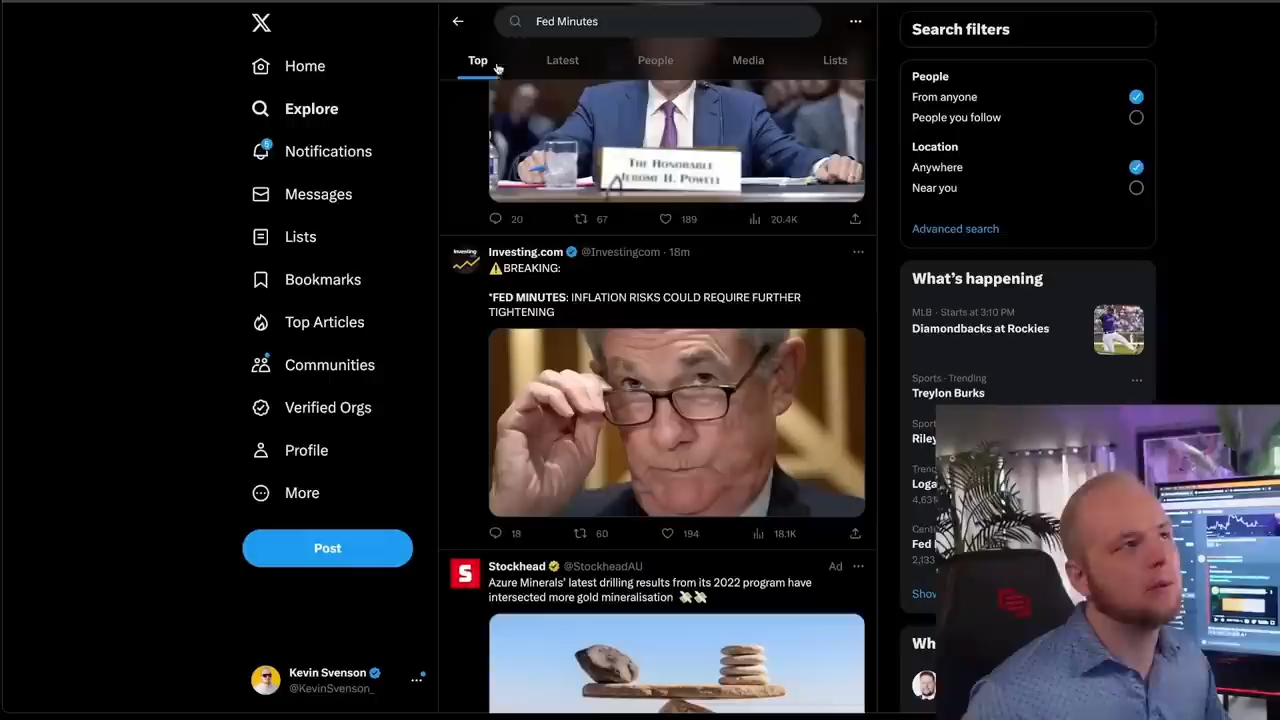 Home
Explore
5
Notifications
Messages
Lists
Bookmarks
Top Articles
Communities
Verified Orgs
Profile
More
Post
Kevin Svenson
@KevinSvenson_
Fed Minutes
Top
Latest
People
Media
Lists
THE HONORABLE
JEROME H. POWELL
20
67
189
20.4K
Investing.com @Investingcom · 18m
⚠️BREAKING:
*FED MINUTES: INFLATION RISKS COULD REQUIRE FURTHER
TIGHTENING
18
60
194
18.1K
Stockhead @StockheadAU
Ad
Azure Minerals' latest drilling results from its 2022 program have
intersected more gold mineralisation 💸💸
Search filters
People
From anyone
People you follow
Location
Anywhere
Near you
Advanced search
What's happening
MLB · Starts at 3:10 PM
Diamondbacks at Rockies
Sports · Trending
Treylon Burks
Sport
Riley
Trend
Loga
4,63
Fed
2,133
Show
Wh